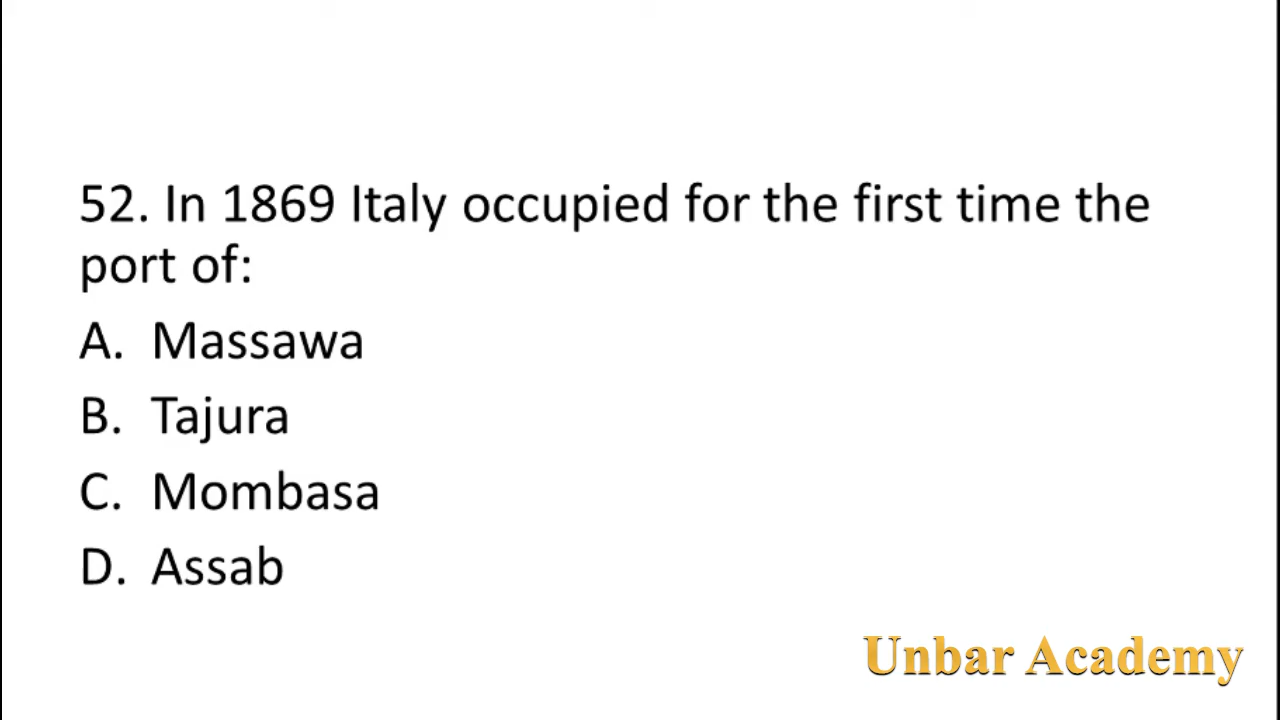 52. In 1869 Italy occupied for the first time the
port of:
A. Massawa
B. Tajura
C. Mombasa
D. Assab
Unbar Academy